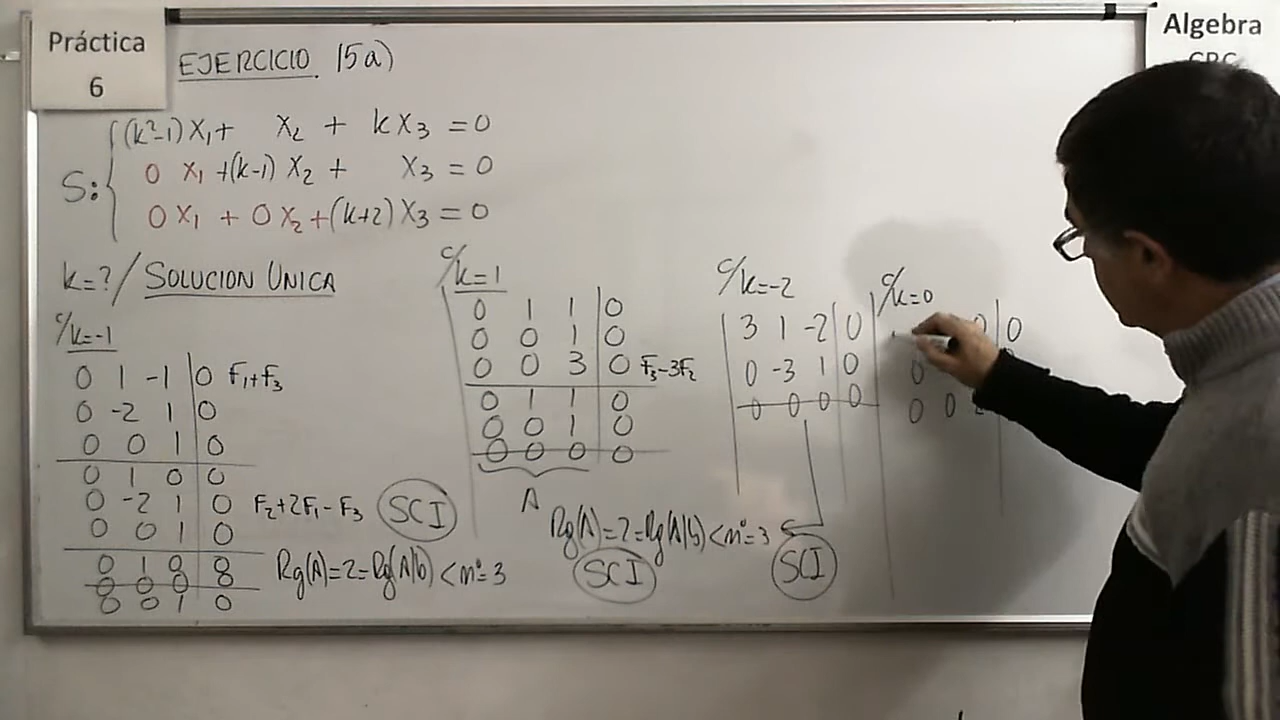 Práctica
6
Algebra
CBC
EJERCICIO. 15a)
S:
(k²-1)X₁ + X₂ + kX₃ = 0
0 X₁ + (k-1) X₂ + X₃ = 0
0X₁ + 0X₂ + (k+2)X₃ = 0
k=? / SOLUCION UNICA
c/k=-1
0 1 -1 | 0 F₁+F₃
0 -2 1 | 0
0 0 1 | 0
0 1 0 | 0
0 -2 1 | 0 F₂+2F₁-F₃
0 0 1 | 0
0 1 0 | 0
0 0 0 | 0
0 0 1 | 0
SCI
Rg(A)=2=Rg(A|b) < nº=3
c/k=1
0 1 1 | 0
0 0 1 | 0
0 0 3 | 0 F₃-3F₂
0 1 1 | 0
0 0 1 | 0
0 0 0 | 0
A
Rg(A)=2=Rg(A|b) < nº=3
SCI
c/k=-2
3 1 -2 | 0
0 -3 1 | 0
0 0 0 | 0
SCI
c/k=0
0 | 0
0
0 0